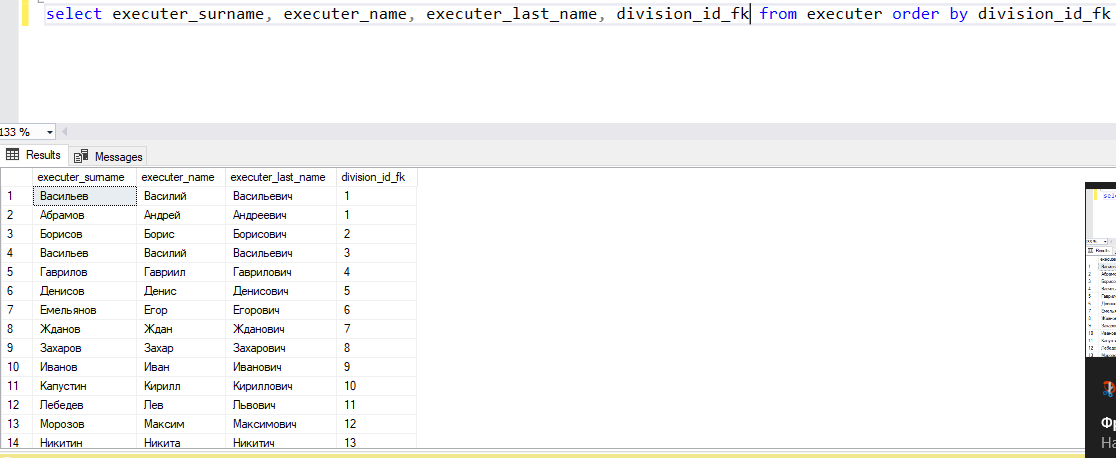 select executer_surname, executer_name, executer_last_name, division_id_fk from executer order by division_id_fk
133 %
Results Messages
executer_surname executer_name executer_last_name division_id_fk
1 Васильев Василий Васильевич 1
2 Абрамов Андрей Андреевич 1
3 Борисов Борис Борисович 2
4 Васильев Василий Васильевич 3
5 Гаврилов Гавриил Гаврилович 4
6 Денисов Денис Денисович 5
7 Емельянов Егор Егорович 6
8 Жданов Ждан Жданович 7
9 Захаров Захар Захарович 8
10 Иванов Иван Иванович 9
11 Капустин Кирилл Кириллович 10
12 Лебедев Лев Львович 11
13 Морозов Максим Максимович 12
14 Никитин Никита Никитич 13
Фр
На